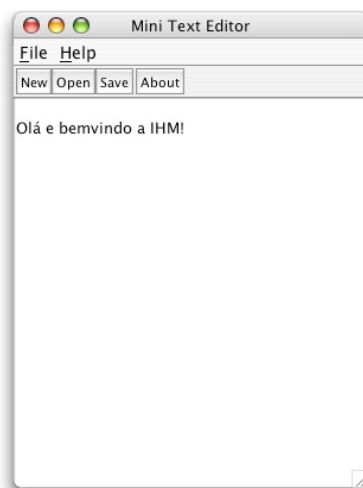 Mini Text Editor
File Help
New Open Save About
Olá e bemvindo a IHM!